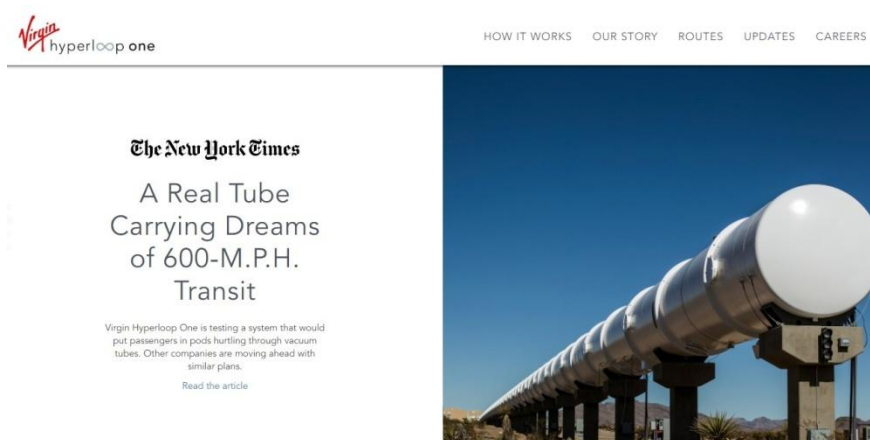 Virgin
hyperloop one
HOW IT WORKS OUR STORY ROUTES UPDATES CAREERS
The New York Times
A Real Tube
Carrying Dreams
of 600-M.P.H.
Transit
Virgin Hyperloop One is testing a system that would
put passengers in pods hurtling through vacuum
tubes. Other companies are moving ahead with
similar plans.
Read the article